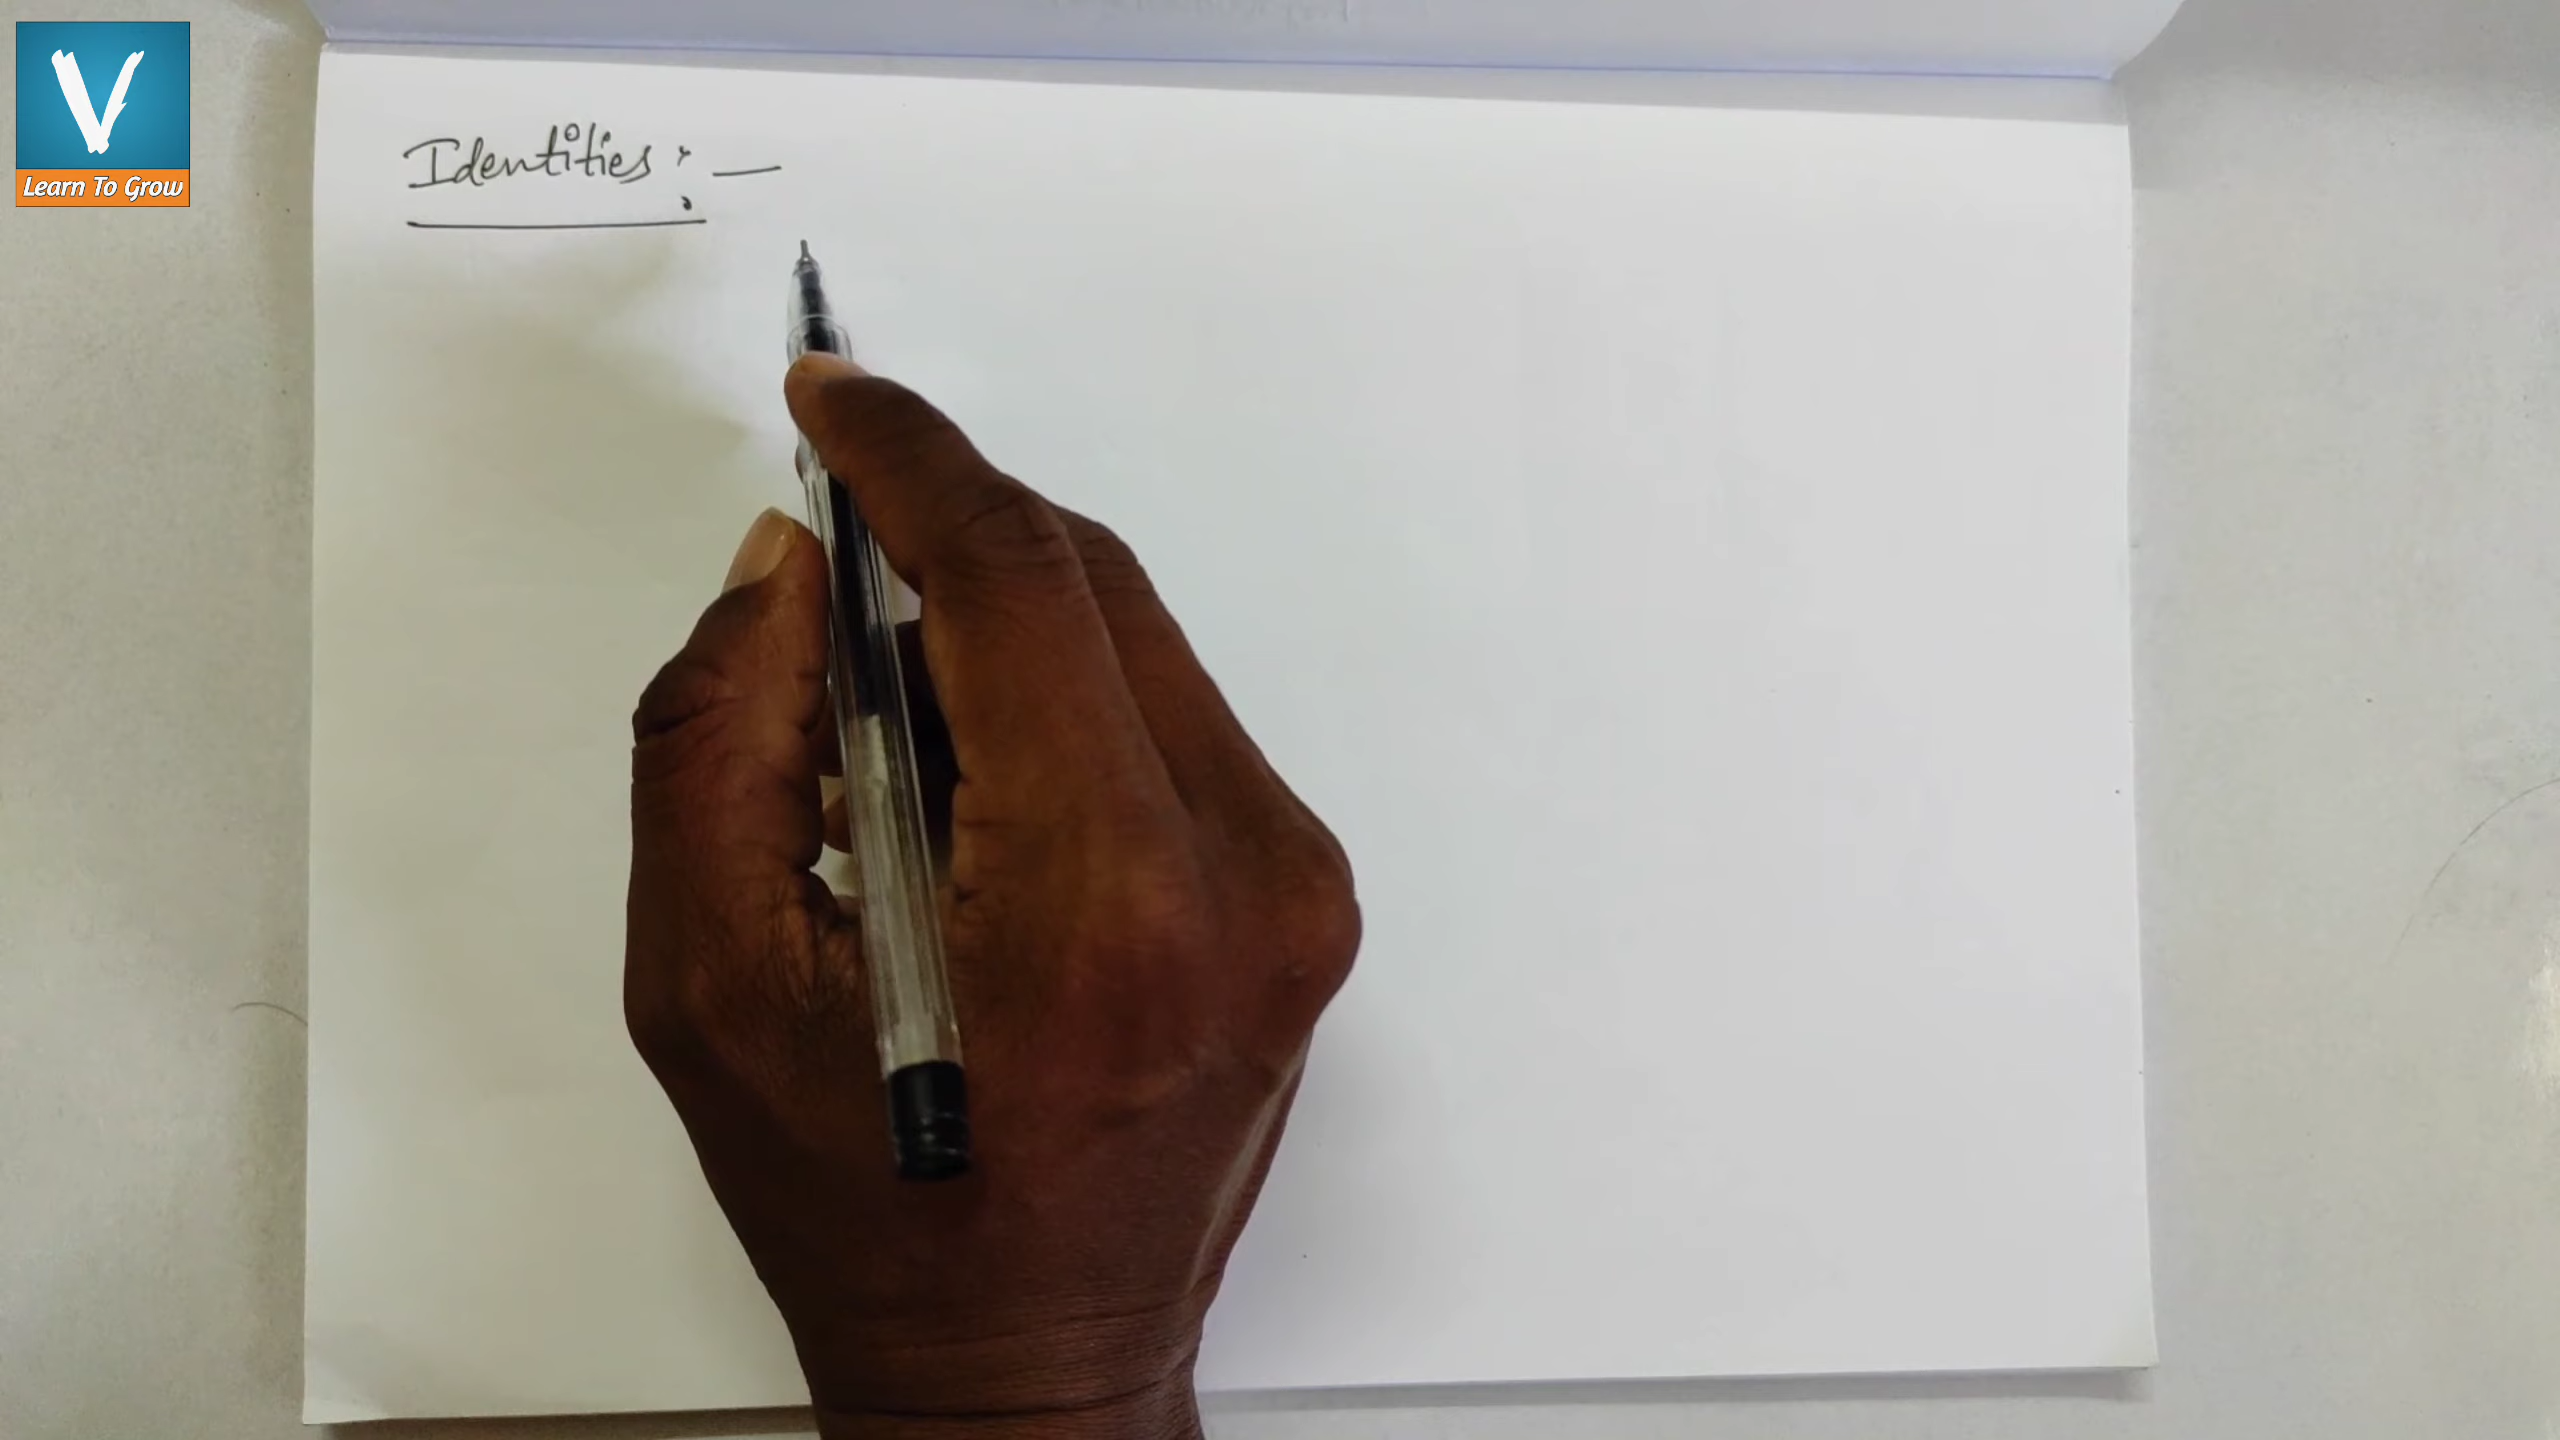 V
Learn To Grow
Identities : —